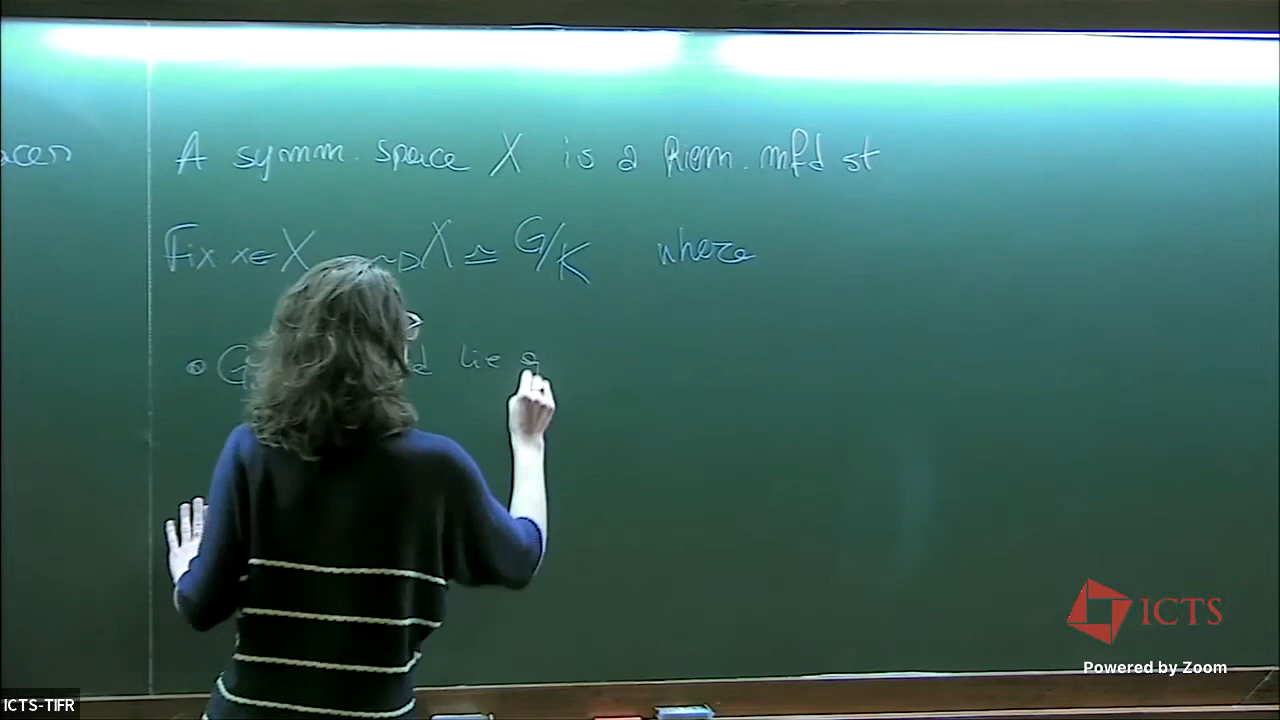 A symm. space X is a Riem. mfd st
Fix x∈X ⇝ X ≃ G/K where
• G Lie g
ICTS
Powered by Zoom
ICTS-TIFR